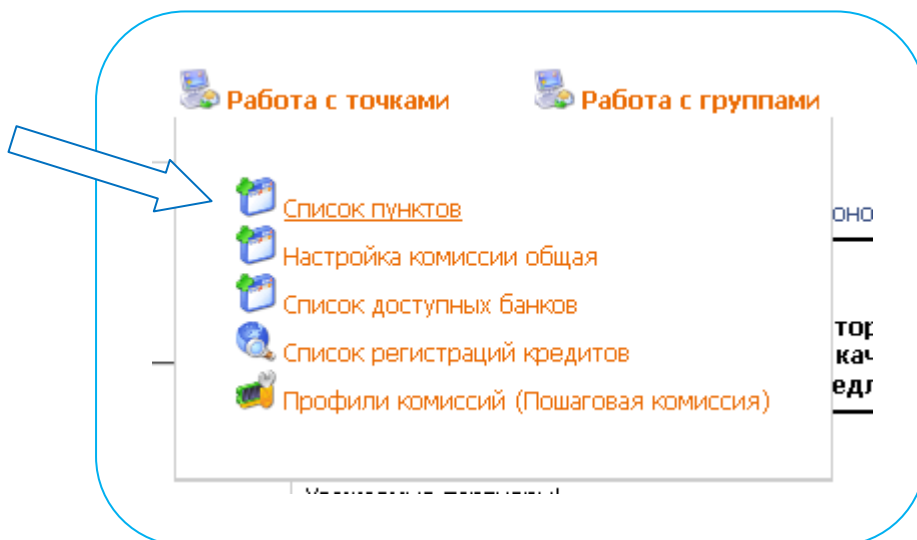 Работа с точками Работа с группами
Список пунктов
Настройка комиссии общая
Список доступных банков
Список регистраций кредитов
Профили комиссий (Пошаговая комиссия)